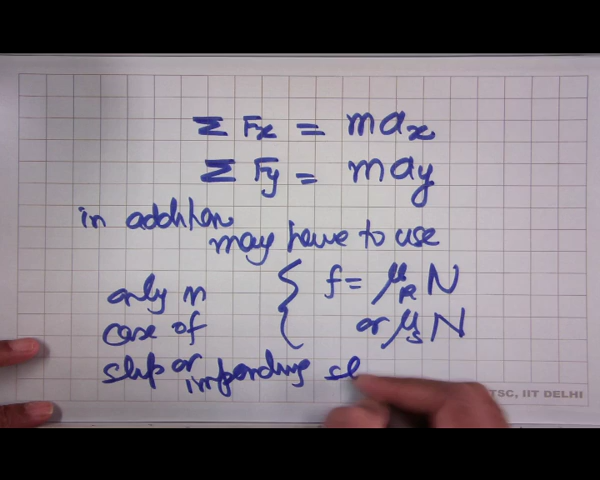 Σ Fx = max
Σ Fy = may
in addition
may have to use
only in
case of
slip or
impending sl
{ f = μk N
or μs N
TSC, IIT DELHI